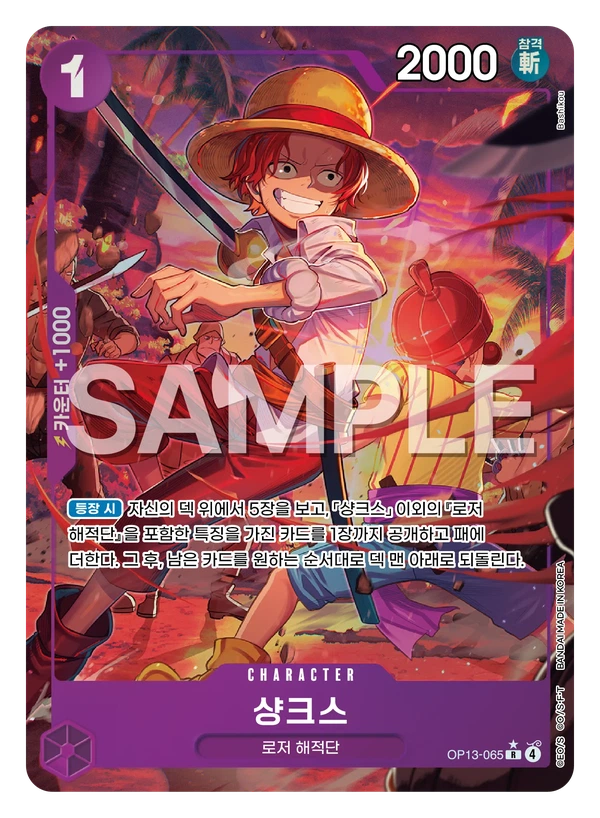 1
2000
참격
斬
Bashikou
카운터 +1000
SAMPLE
등장 시 자신의 덱 위에서 5장을 보고, 『샹크스』 이외의 『로저
해적단』을 포함한 특징을 가진 카드를 1장까지 공개하고 패에
더한다. 그 후, 남은 카드를 원하는 순서대로 덱 맨 아래로 되돌린다.
CHARACTER
샹크스
로저 해적단
OP13-065 R 4
©EO/S ©O/S·F·T BANDAI MADE IN KOREA